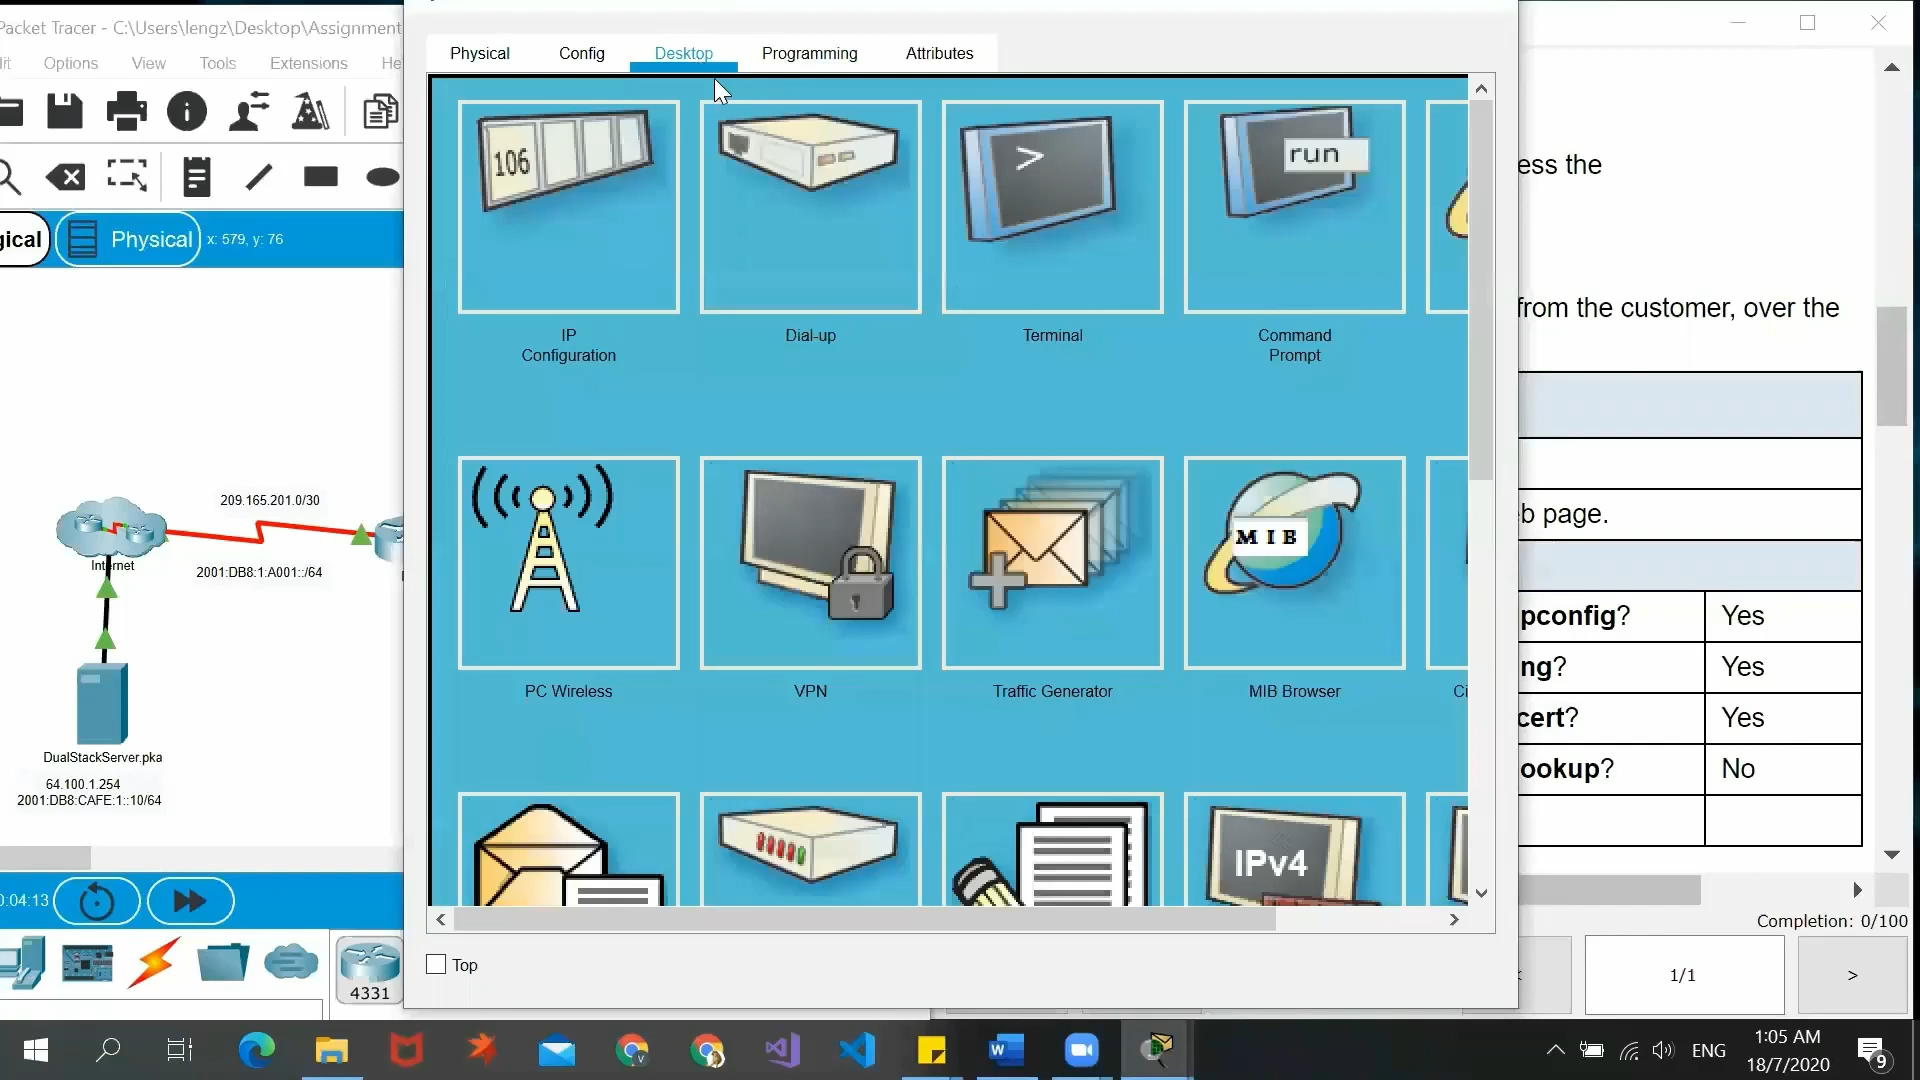 Packet Tracer - C:\Users\lengz\Desktop\Assignment
Options View Tools Extensions He
Physical x: 579, y: 76
gical
Physical Config Desktop Programming Attributes
106
>
run
IP
Configuration
Dial-up
Terminal
Command
Prompt
MIB
PC Wireless
VPN
Traffic Generator
MIB Browser
Ci
IPv4
Top
209.165.201.0/30
Internet
2001:DB8:1:A001::/64
DualStackServer.pka
64.100.1.254
2001:DB8:CAFE:1::10/64
0:04:13
4331
ess the
from the customer, over the
b page.
pconfig? Yes
ng? Yes
cert? Yes
ookup? No
Completion: 0/100
1/1
>
ENG
1:05 AM
18/7/2020
9